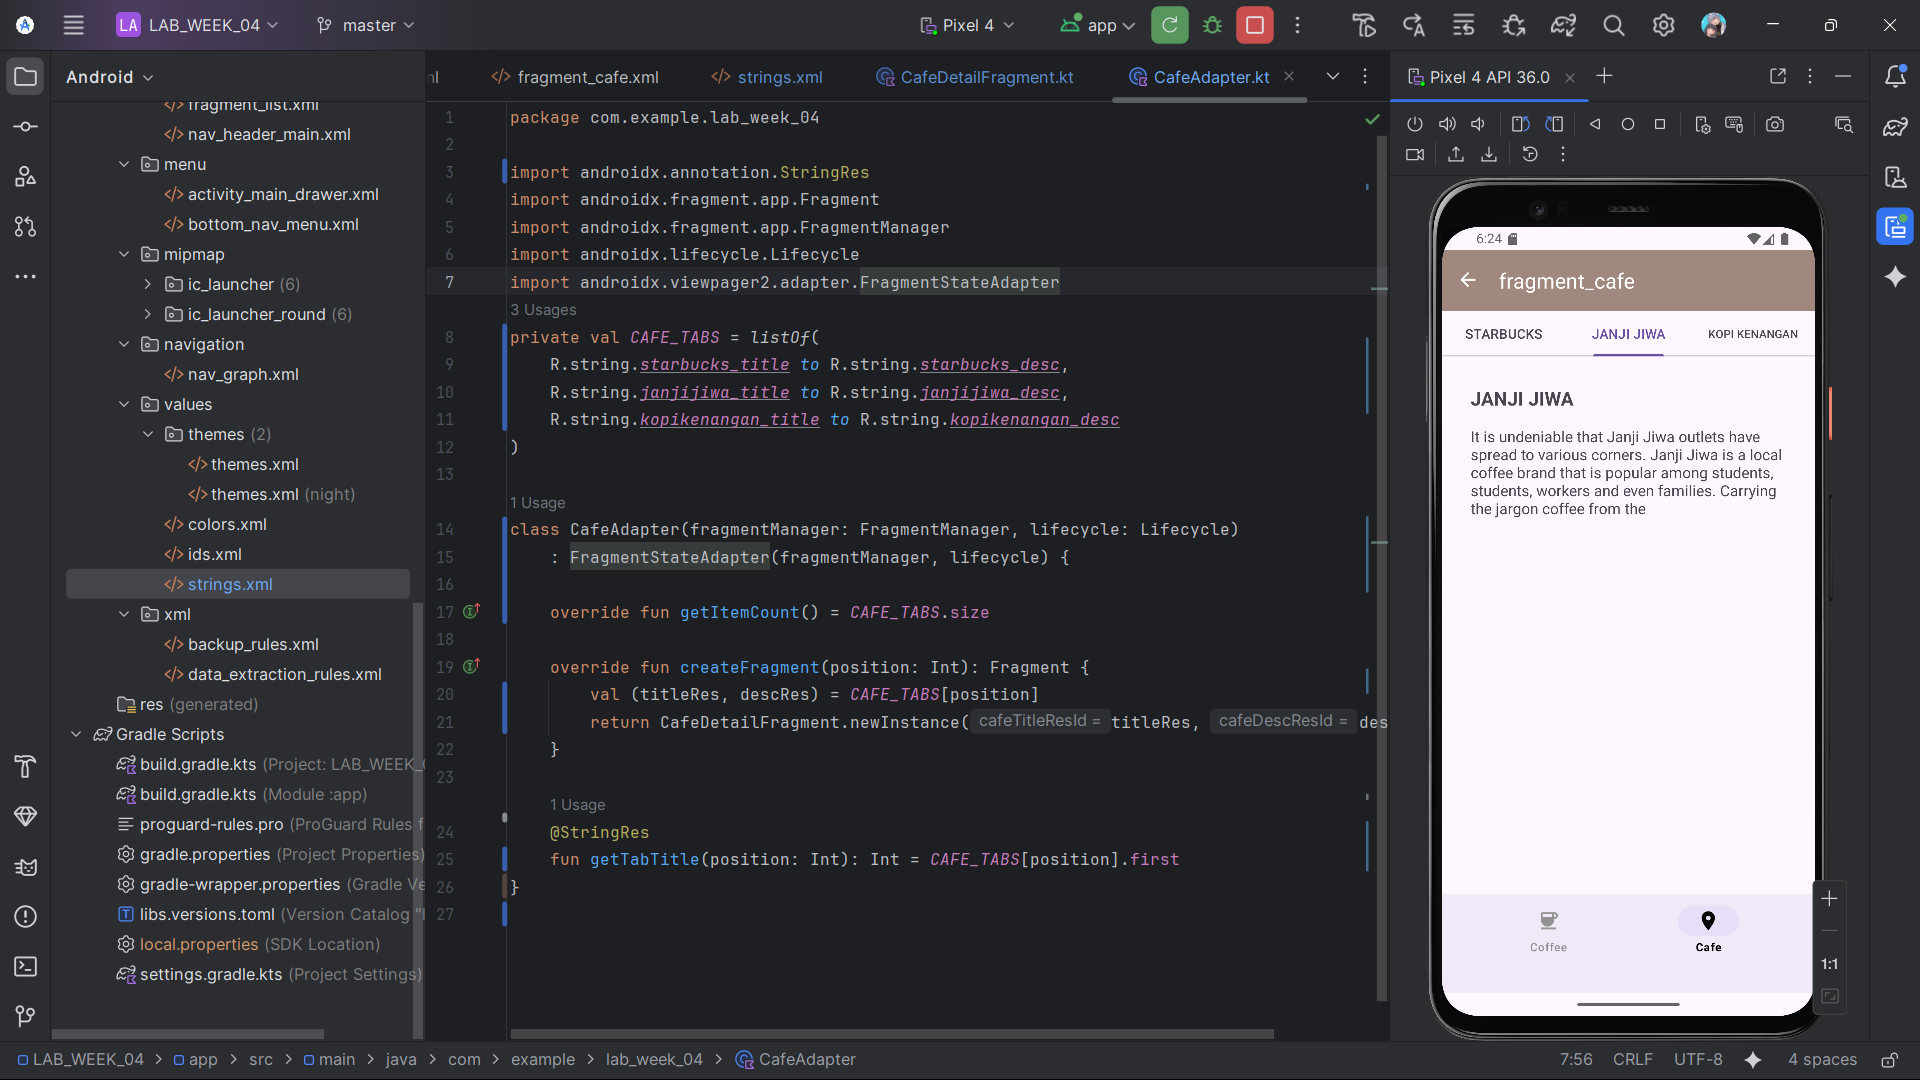 LA LAB_WEEK_04
master
Pixel 4
app
Android
fragment_list.xml
nav_header_main.xml
menu
activity_main_drawer.xml
bottom_nav_menu.xml
mipmap
ic_launcher (6)
ic_launcher_round (6)
navigation
nav_graph.xml
values
themes (2)
themes.xml
themes.xml (night)
colors.xml
ids.xml
strings.xml
xml
backup_rules.xml
data_extraction_rules.xml
res (generated)
Gradle Scripts
build.gradle.kts (Project: LAB_WEEK_
build.gradle.kts (Module :app)
proguard-rules.pro (ProGuard Rules f
gradle.properties (Project Properties)
gradle-wrapper.properties (Gradle Ve
libs.versions.toml (Version Catalog "
local.properties (SDK Location)
settings.gradle.kts (Project Settings)
fragment_cafe.xml
strings.xml
CafeDetailFragment.kt
CafeAdapter.kt
1 package com.example.lab_week_04
2
3 import androidx.annotation.StringRes
4 import androidx.fragment.app.Fragment
5 import androidx.fragment.app.FragmentManager
6 import androidx.lifecycle.Lifecycle
7 import androidx.viewpager2.adapter.FragmentStateAdapter
3 Usages
8 private val CAFE_TABS = listOf(
9 R.string.starbucks_title to R.string.starbucks_desc,
10 R.string.janjijiwa_title to R.string.janjijiwa_desc,
11 R.string.kopikenangan_title to R.string.kopikenangan_desc
12 )
13
1 Usage
14 class CafeAdapter(fragmentManager: FragmentManager, lifecycle: Lifecycle)
15 : FragmentStateAdapter(fragmentManager, lifecycle) {
16
17 override fun getItemCount() = CAFE_TABS.size
18
19 override fun createFragment(position: Int): Fragment {
20 val (titleRes, descRes) = CAFE_TABS[position]
21 return CafeDetailFragment.newInstance( cafeTitleResId = titleRes, cafeDescResId = des
22 }
23
1 Usage
24 @StringRes
25 fun getTabTitle(position: Int): Int = CAFE_TABS[position].first
26 }
27
Pixel 4 API 36.0
6:24
fragment_cafe
STARBUCKS
JANJI JIWA
KOPI KENANGAN
JANJI JIWA
It is undeniable that Janji Jiwa outlets have
spread to various corners. Janji Jiwa is a local
coffee brand that is popular among students,
students, workers and even families. Carrying
the jargon coffee from the
Coffee
Cafe
1:1
LAB_WEEK_04 > app > src > main > java > com > example > lab_week_04 > CafeAdapter
7:56 CRLF UTF-8 4 spaces